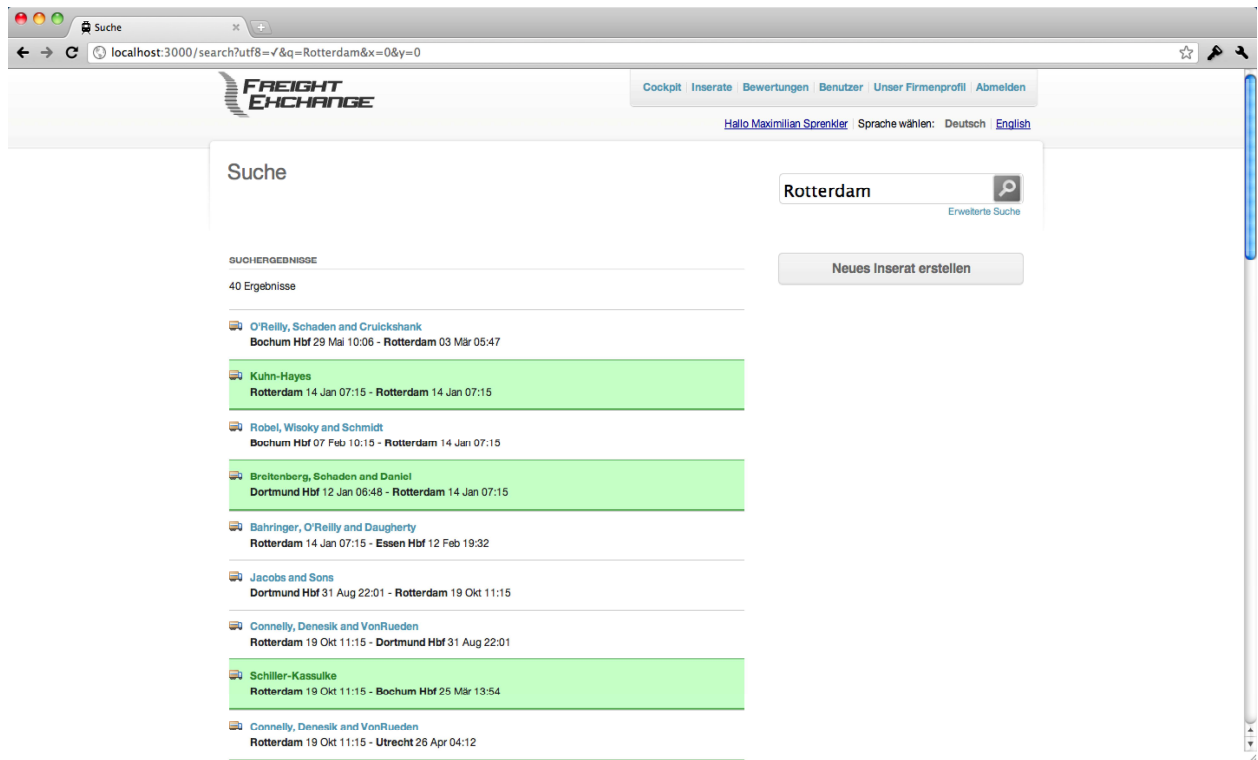 Suche
localhost:3000/search?utf8=✓&q=Rotterdam&x=0&y=0
FREIGHT
EXCHANGE
Cockpit Inserate Bewertungen Benutzer Unser Firmenprofil Abmelden
Hallo Maximilian Sprenkler Sprache wählen: Deutsch English
Suche
Rotterdam
Erweiterte Suche
SUCHERGEBNISSE
Neues Inserat erstellen
40 Ergebnisse
O'Reilly, Schaden and Cruickshank
Bochum Hbf 29 Mai 10:06 - Rotterdam 03 Mär 05:47
Kuhn-Hayes
Rotterdam 14 Jan 07:15 - Rotterdam 14 Jan 07:15
Robel, Wisoky and Schmidt
Bochum Hbf 07 Feb 10:15 - Rotterdam 14 Jan 07:15
Breitenberg, Schaden and Daniel
Dortmund Hbf 12 Jan 06:48 - Rotterdam 14 Jan 07:15
Bahringer, O'Reilly and Daugherty
Rotterdam 14 Jan 07:15 - Essen Hbf 12 Feb 19:32
Jacobs and Sons
Dortmund Hbf 31 Aug 22:01 - Rotterdam 19 Okt 11:15
Connelly, Denesik and VonRueden
Rotterdam 19 Okt 11:15 - Dortmund Hbf 31 Aug 22:01
Schiller-Kassulke
Rotterdam 19 Okt 11:15 - Bochum Hbf 25 Mär 13:54
Connelly, Denesik and VonRueden
Rotterdam 19 Okt 11:15 - Utrecht 26 Apr 04:12